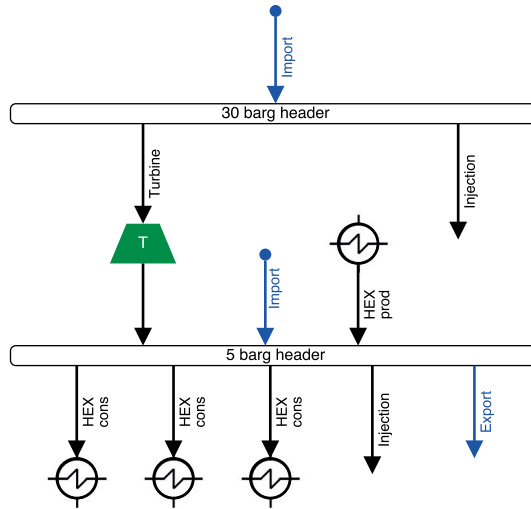 Import
30 barg header
Turbine
Injection
T
Import
HEX
prod
5 barg header
HEX
cons
HEX
cons
HEX
cons
Injection
Export